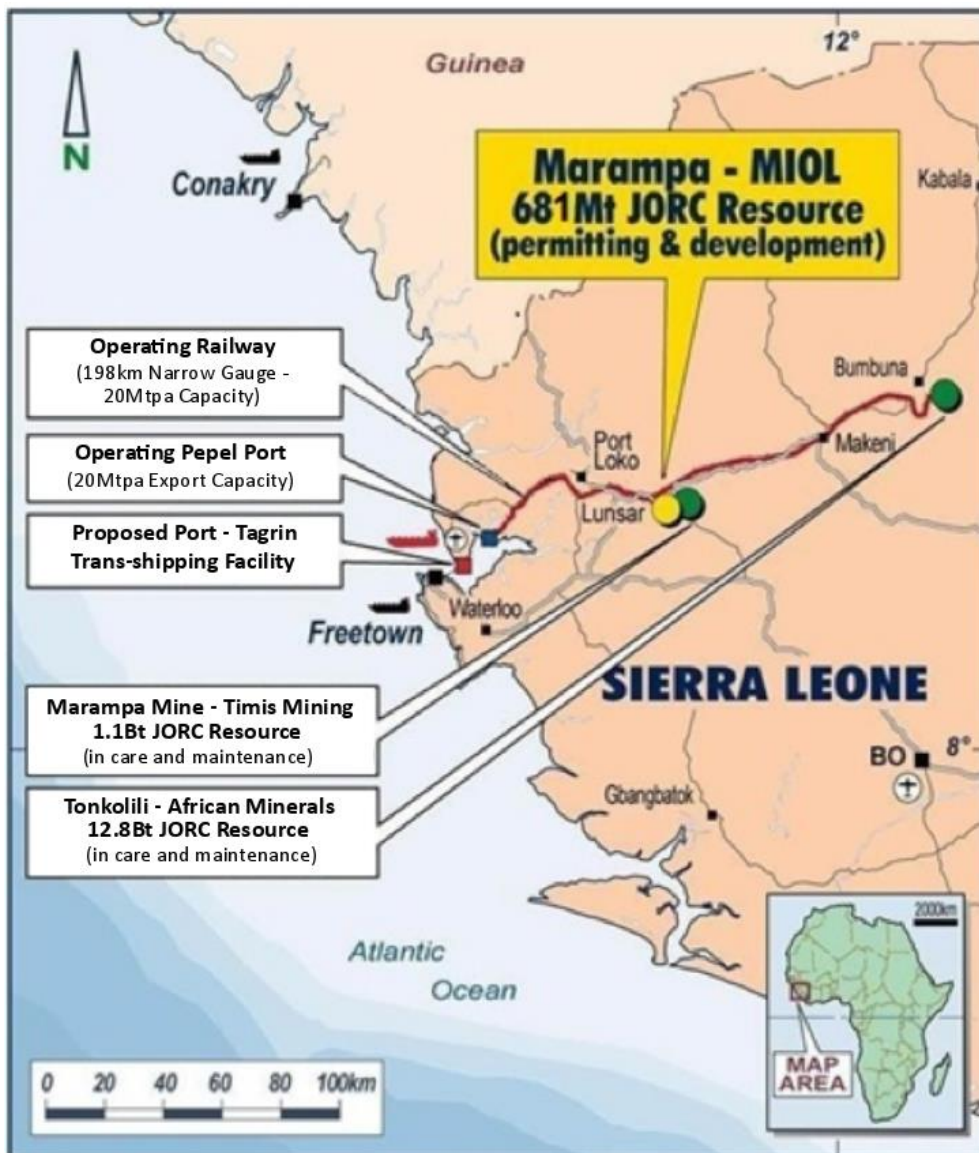 12°
Guinea
N
Conakry
Marampa - MIOL
681Mt JORC Resource
(permitting & development)
Kabala
Operating Railway
(198km Narrow Gauge -
20Mtpa Capacity)
Bumbuna
Operating Pepel Port
(20Mtpa Export Capacity)
Port
Loko
Makeni
Lunsar
Proposed Port - Tagrin
Trans-shipping Facility
Freetown
Waterloo
SIERRA LEONE
Marampa Mine - Timis Mining
1.1Bt JORC Resource
(in care and maintenance)
BO
8°
Gbangbatok
Tonkolili - African Minerals
12.8Bt JORC Resource
(in care and maintenance)
2000km
Atlantic
Ocean
MAP
AREA
0 20 40 60 80 100km